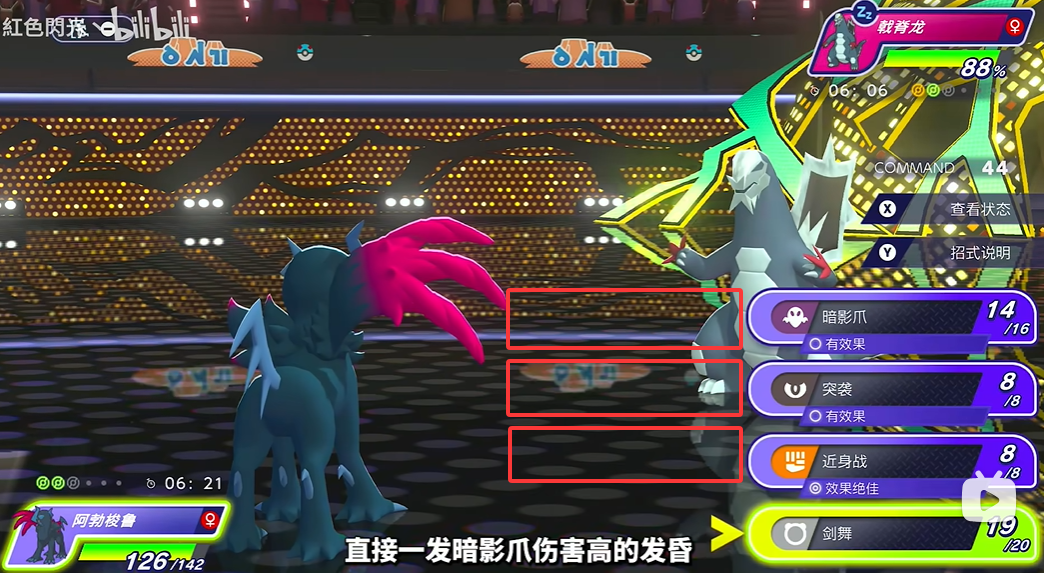 紅色閃光 bilibili
戟脊龙
88%
06:06
COMMAND 44
X 查看状态
Y 招式说明
暗影爪 14/16
有效果
突袭 8/8
有效果
近身战 8/8
效果绝佳
剑舞 19/20
06:21
阿勃梭鲁
126/142
直接一发暗影爪伤害高的发昏